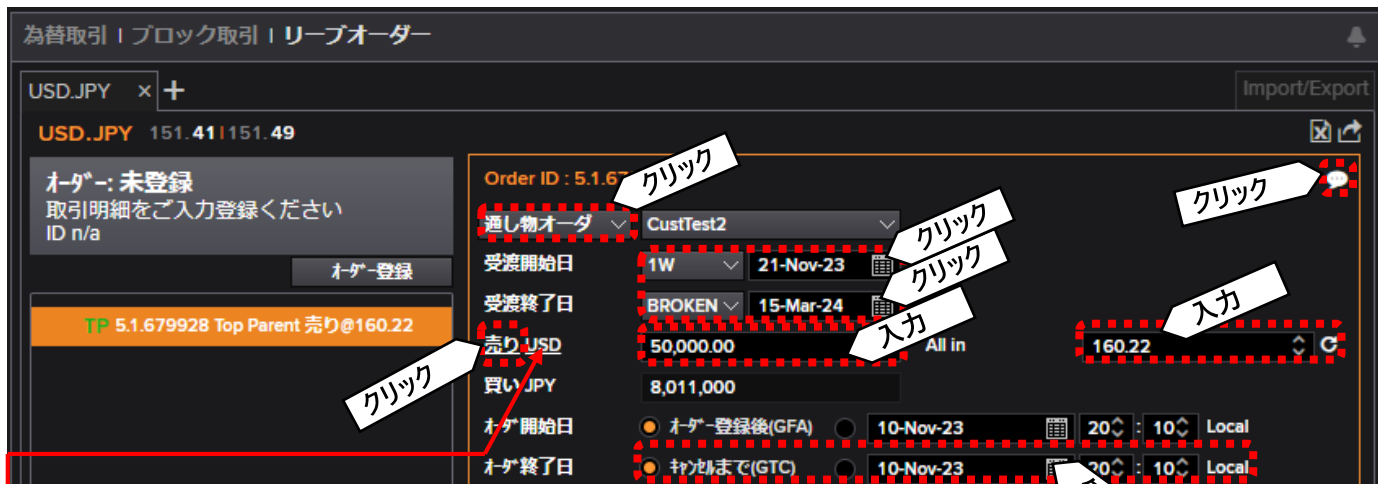 為替取引 | ブロック取引 | リーブオーダー
USD.JPY × +
Import/Export
USD.JPY 151.41|151.49
ｵｰﾀﾞｰ: 未登録
取引明細をご入力登録ください
ID n/a
ｵｰﾀﾞｰ登録
TP 5.1.679928 Top Parent 売り@160.22
Order ID : 5.1.67
クリック
クリック
通し物オーダ CustTest2
クリック
受渡開始日 1W 21-Nov-23
クリック
受渡終了日 BROKEN 15-Mar-24
入力
入力
売り USD 50,000.00 All in 160.22
クリック
買い JPY 8,011,000
ｵｰﾀﾞ開始日 ｵｰﾀﾞｰ登録後(GFA) 10-Nov-23 20 : 10 Local
ｵｰﾀﾞ終了日 ｷｬﾝｾﾙまで(GTC) 10-Nov-23 20 : 10 Local